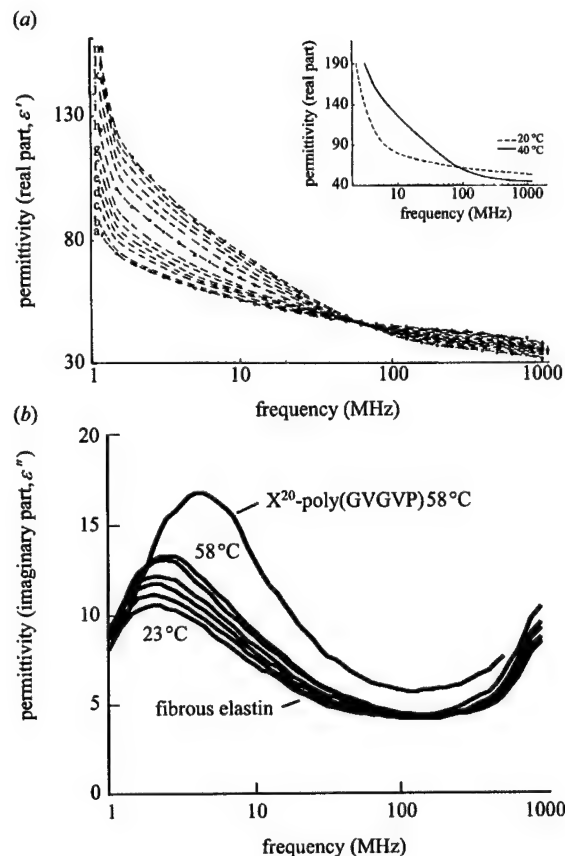 (a)
permittivity (real part, ε')
130
80
30
m
k
i
h
g
f
e
d
c
b
a
1
10
100
1000
frequency (MHz)
permittivity (real part)
190
140
90
40
20 °C
40 °C
10
100
1000
frequency (MHz)
(b)
permittivity (imaginary part, ε'')
20
15
10
5
0
X²⁰-poly(GVGVP) 58°C
58°C
23°C
fibrous elastin
1
10
100
1000
frequency (MHz)